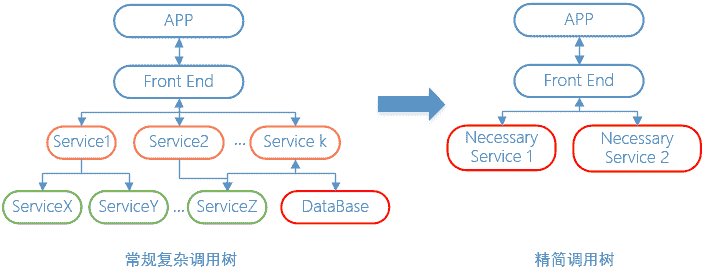 APP
Front End
Service1
Service2
...
Service k
ServiceX
ServiceY
...
ServiceZ
DataBase
常规复杂调用树
APP
Front End
Necessary
Service 1
Necessary
Service 2
精简调用树